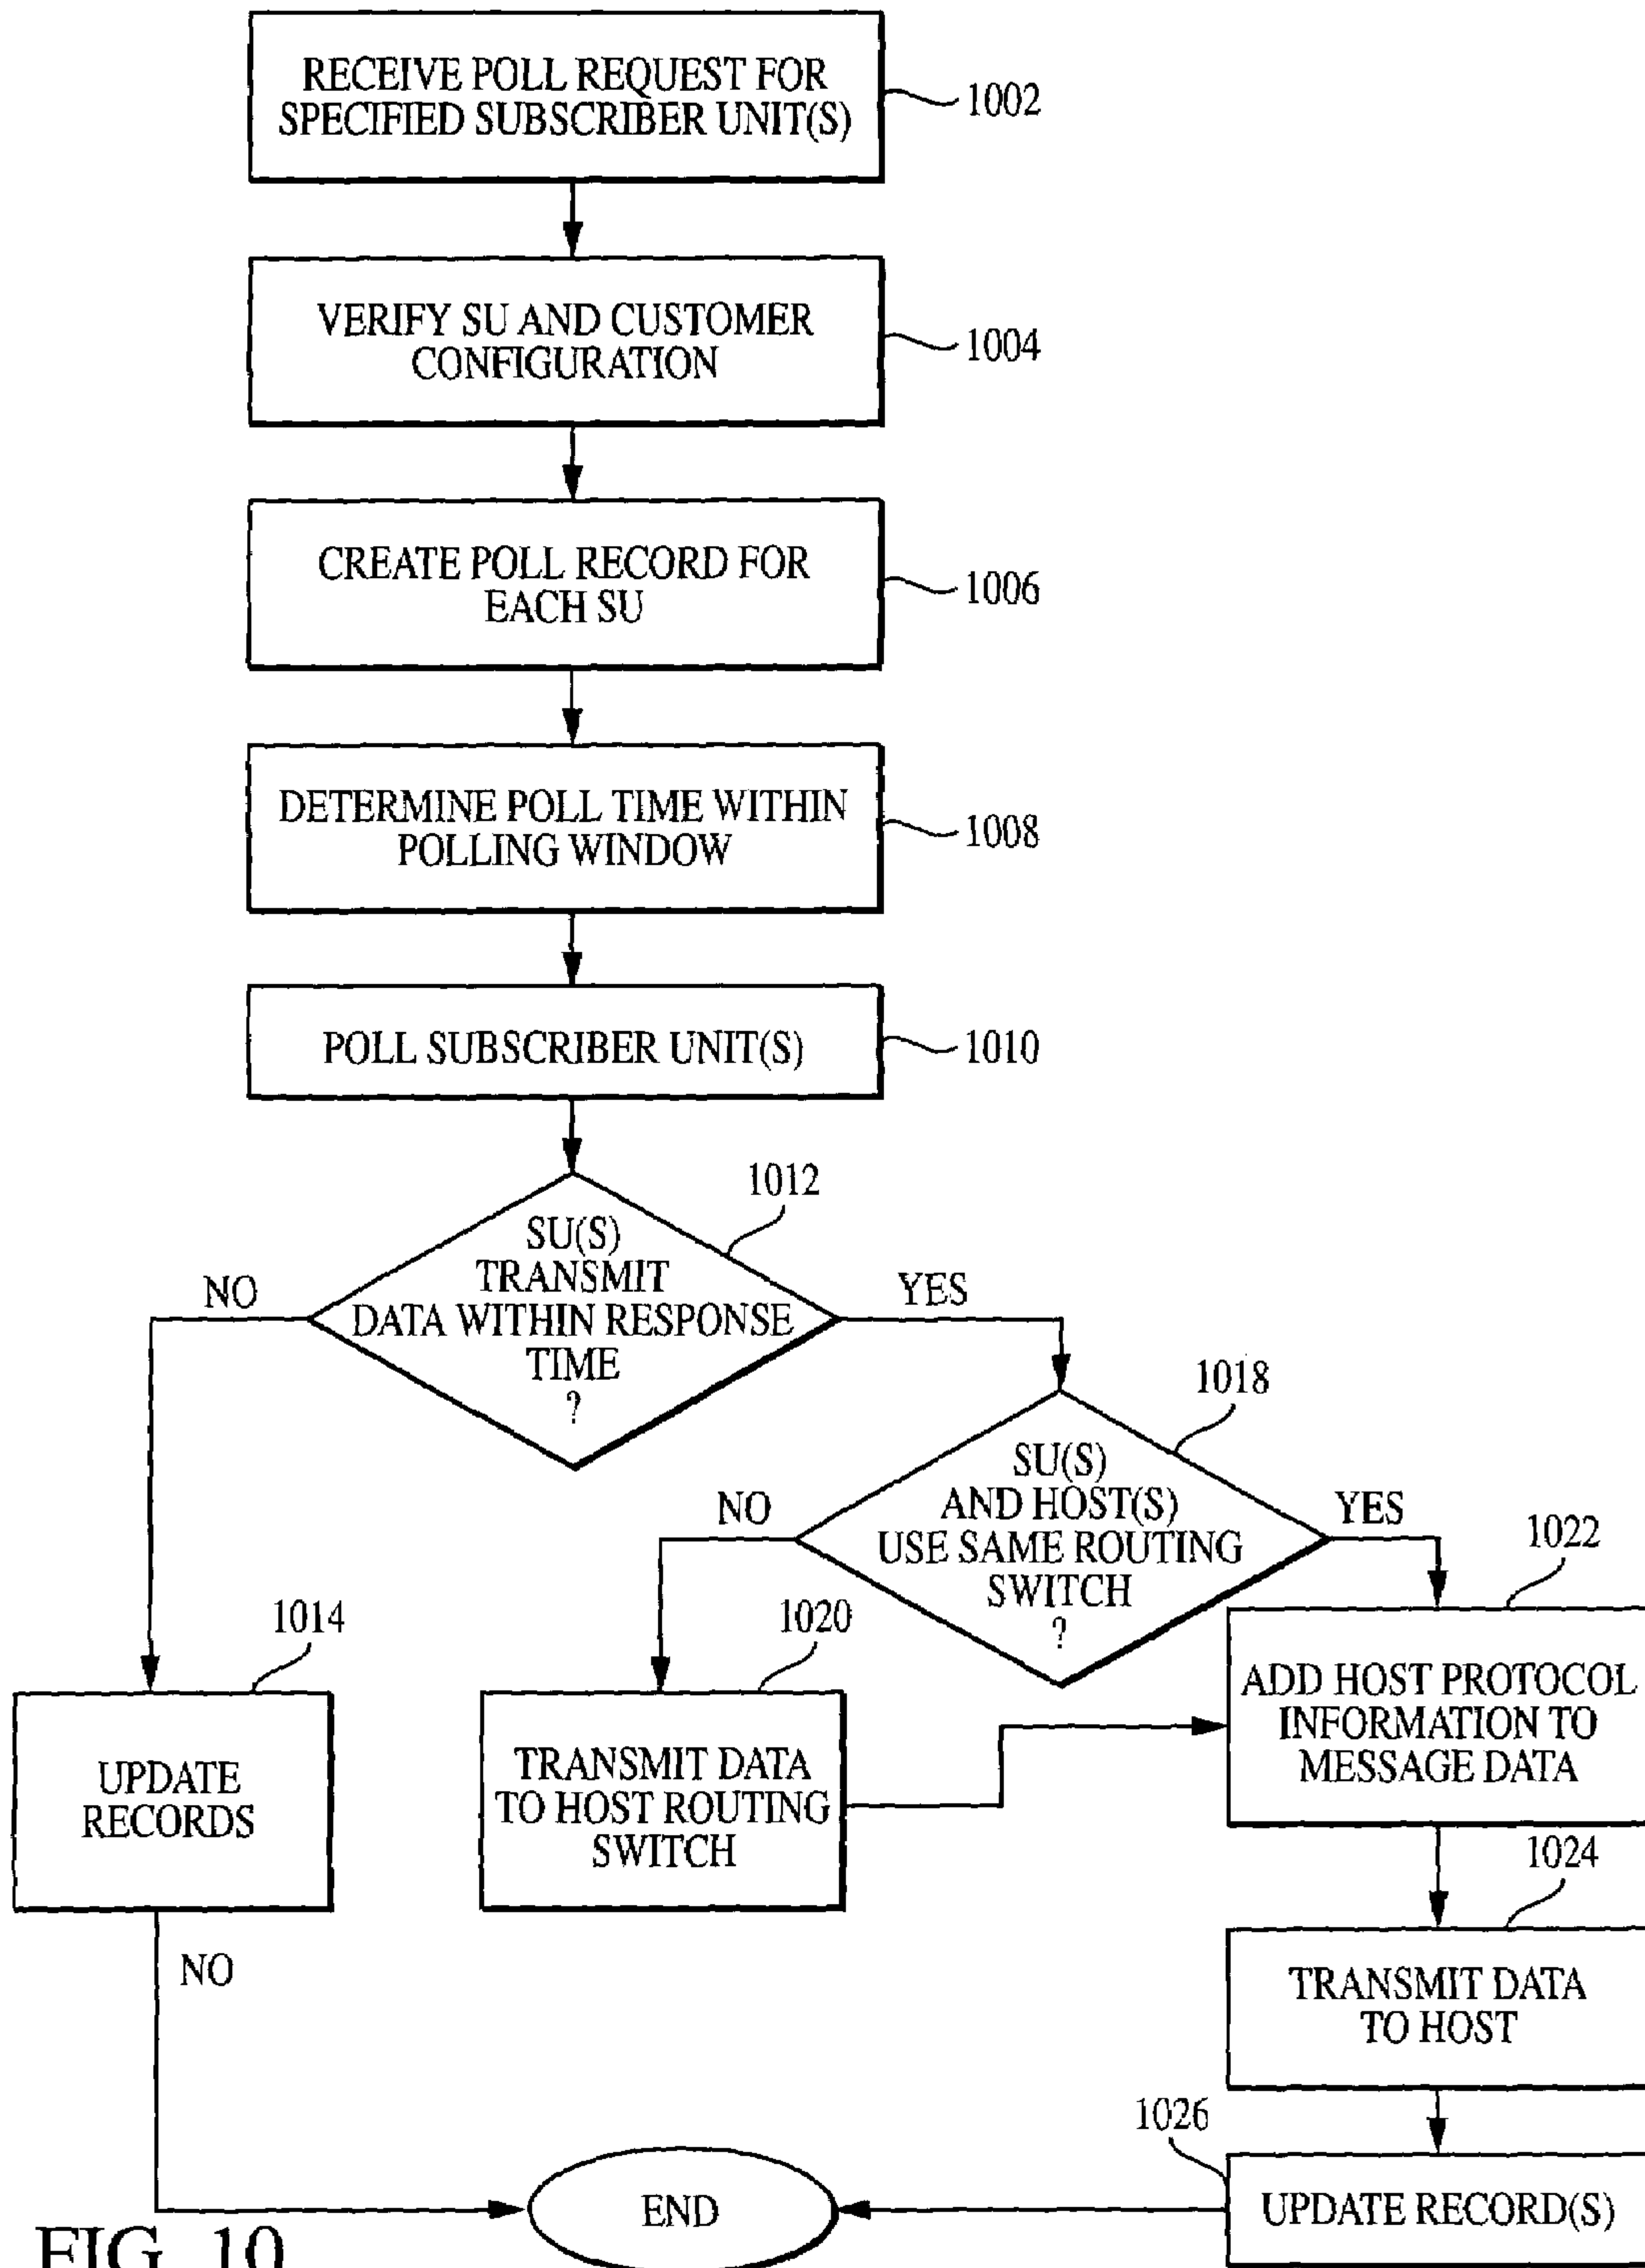 RECEIVE POLL REQUEST FOR
SPECIFIED SUBSCRIBER UNIT(S)
1002
VERIFY SU AND CUSTOMER
CONFIGURATION
1004
CREATE POLL RECORD FOR
EACH SU
1006
DETERMINE POLL TIME WITHIN
POLLING WINDOW
1008
POLL SUBSCRIBER UNIT(S)
1010
1012
SU(S)
TRANSMIT
DATA WITHIN RESPONSE
TIME
?
NO
YES
1018
SU(S)
AND HOST(S)
USE SAME ROUTING
SWITCH
?
NO
YES
1014
UPDATE
RECORDS
NO
1020
TRANSMIT DATA
TO HOST ROUTING
SWITCH
1022
ADD HOST PROTOCOL
INFORMATION TO
MESSAGE DATA
1024
TRANSMIT DATA
TO HOST
1026
UPDATE RECORD(S)
END
FIG. 10